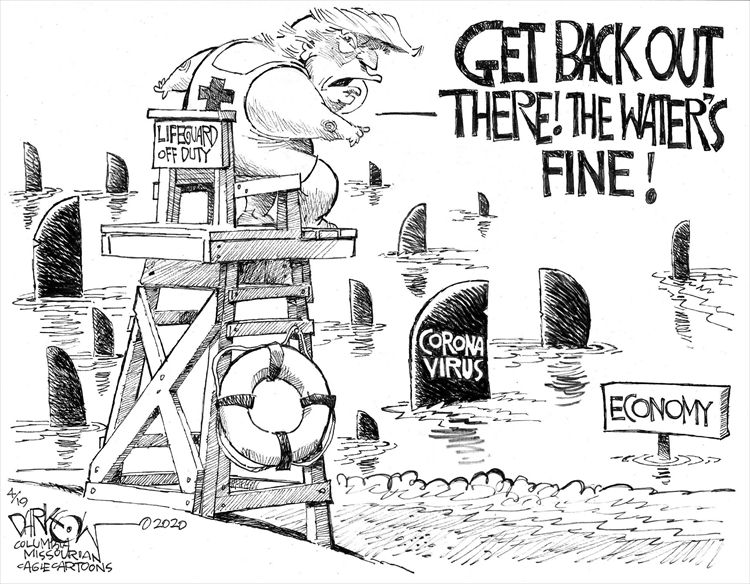 GET BACK OUT
THERE! THE WATER'S
FINE!
LIFEGUARD
OFF DUTY
CORONA
VIRUS
ECONOMY
4/19
DARKOW
©2020
COLUMBIA
MISSOURIAN
CAGLECARTOONS